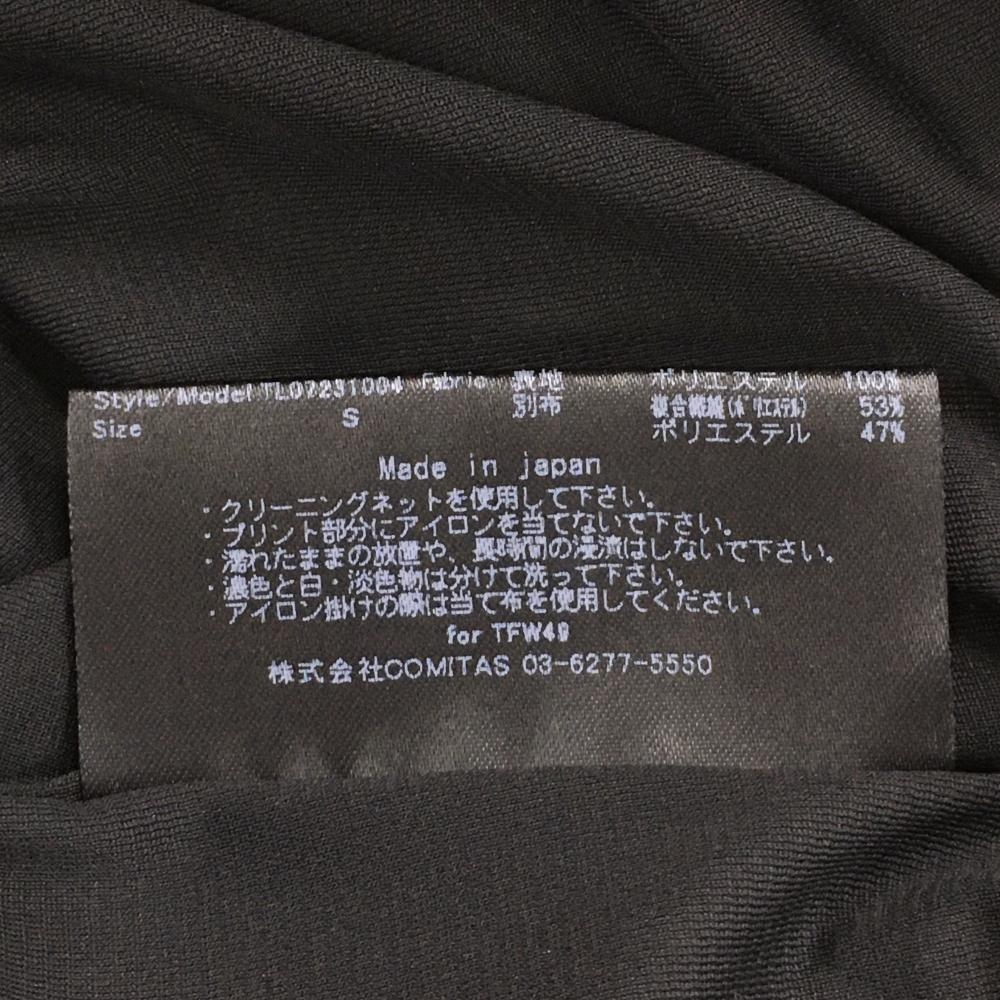 Style/Model TL07231004 Fabric 表地 ポリエステル 100%
Size S 別布 複合繊維(ポリエステル) 53%
ポリエステル 47%
Made in japan
・クリーニングネットを使用して下さい。
・プリント部分にアイロンを当てないで下さい。
・濡れたままの放置や、長時間の浸漬はしないで下さい。
・濃色と白・淡色物は分けて洗って下さい。
・アイロン掛けの際は当て布を使用してください。
for TFW49
株式会社COMITAS 03-6277-5550